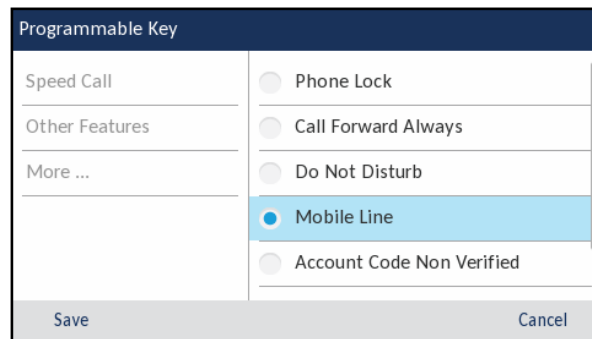 Programmable Key
Speed Call
Other Features
More ...
Phone Lock
Call Forward Always
Do Not Disturb
Mobile Line
Account Code Non Verified
Save
Cancel